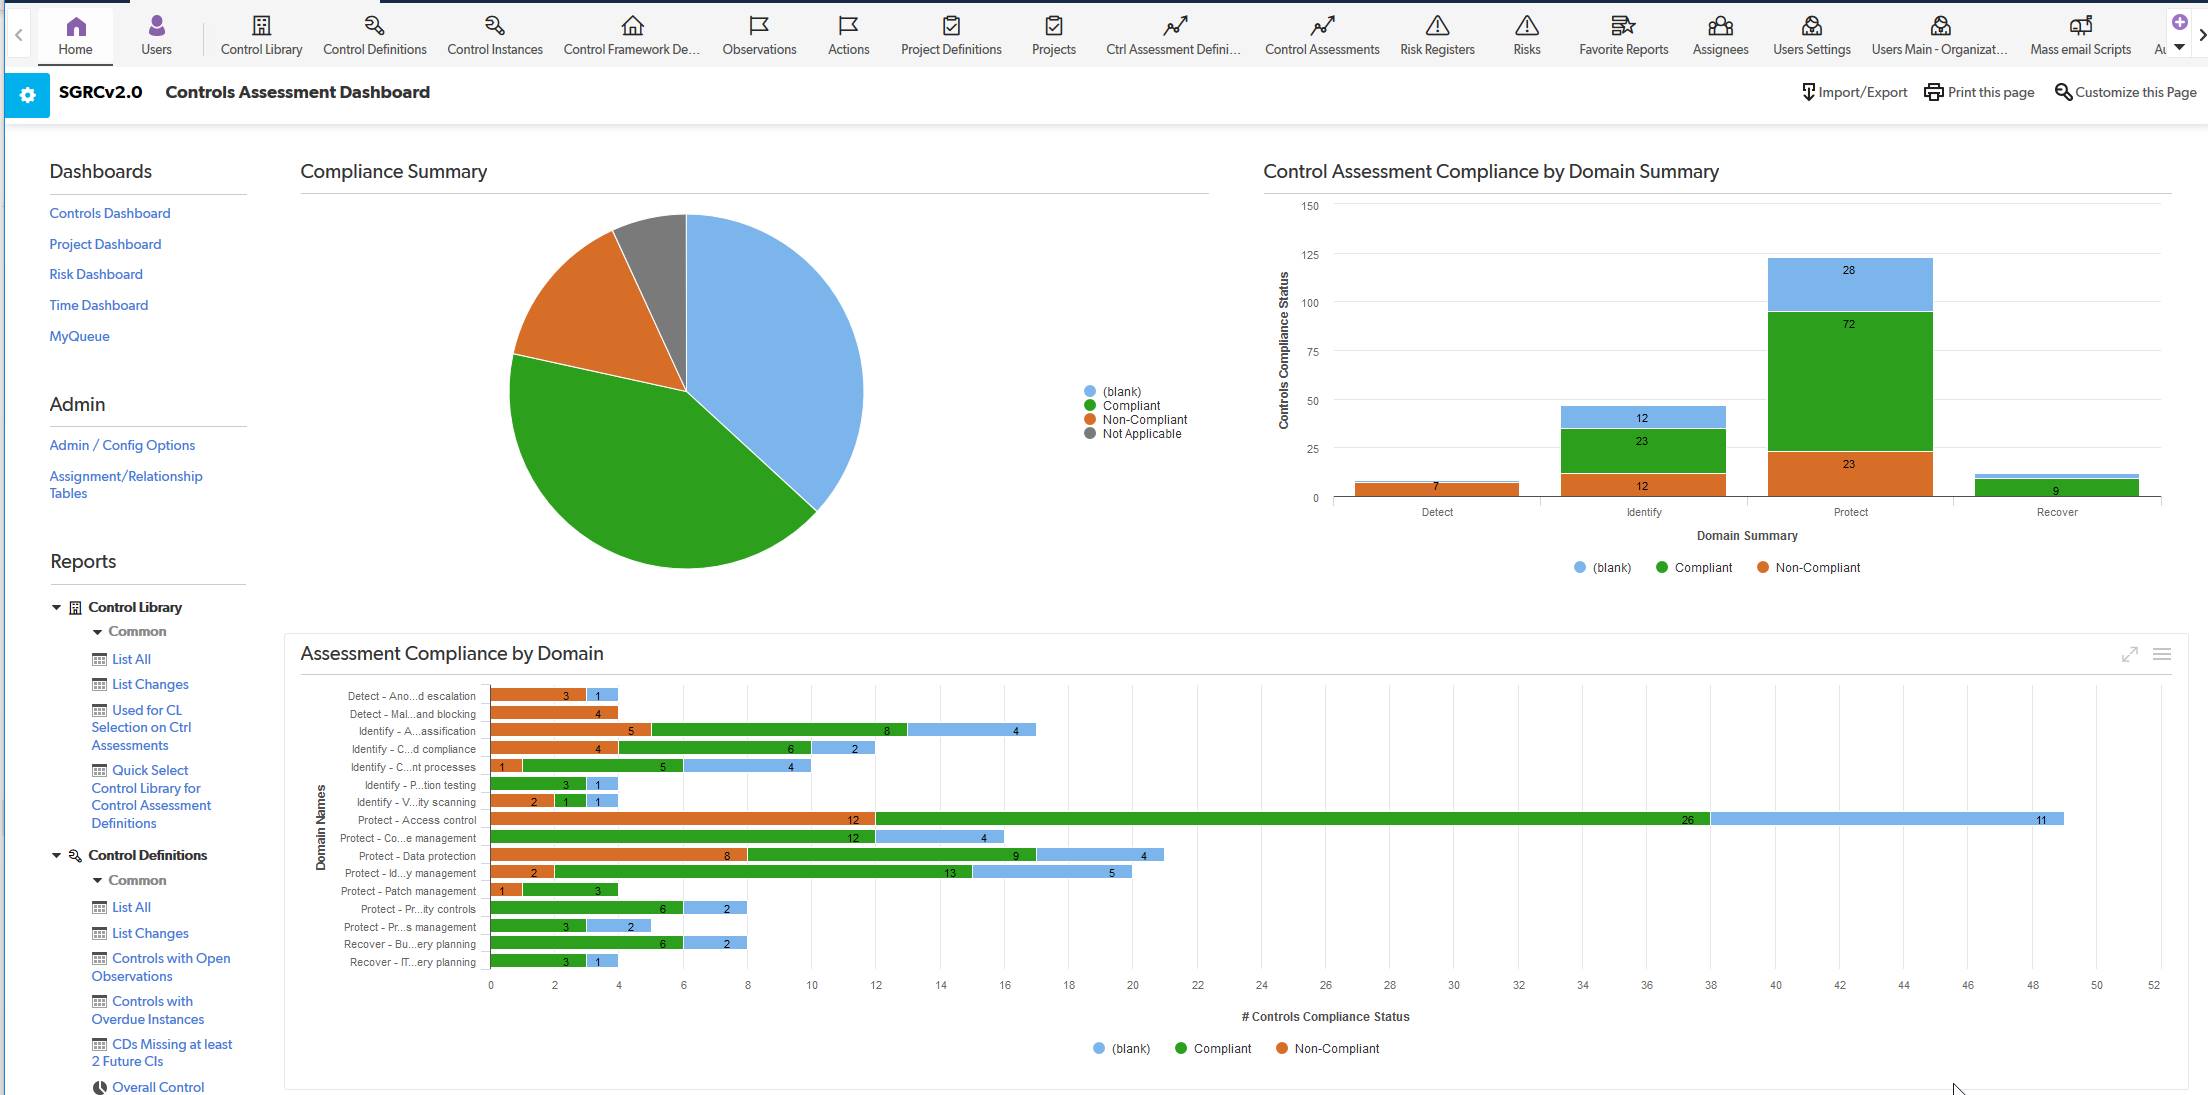 Home
Users
Control Library
Control Definitions
Control Instances
Control Framework De...
Observations
Actions
Project Definitions
Projects
Ctrl Assessment Defini...
Control Assessments
Risk Registers
Risks
Favorite Reports
Assignees
Users Settings
Users Main - Organizat...
Mass email Scripts
SGRCv2.0
Controls Assessment Dashboard
Import/Export
Print this page
Customize this Page
Dashboards
Controls Dashboard
Project Dashboard
Risk Dashboard
Time Dashboard
MyQueue
Admin
Admin / Config Options
Assignment/Relationship
Tables
Reports
Control Library
Common
List All
List Changes
Used for CL
Selection on Ctrl
Assessments
Quick Select
Control Library for
Control Assessment
Definitions
Control Definitions
Common
List All
List Changes
Controls with Open
Observations
Controls with
Overdue Instances
CDs Missing at least
2 Future CIs
Overall Control
Compliance Summary
(blank)
Compliant
Non-Compliant
Not Applicable
Control Assessment Compliance by Domain Summary
Controls Compliance Status
150
125
100
75
50
25
0
7
12
23
12
28
72
23
9
Detect
Identify
Protect
Recover
Domain Summary
(blank)
Compliant
Non-Compliant
Assessment Compliance by Domain
Domain Names
Detect - Ano...d escalation 3 1
Detect - Mal...and blocking 4
Identify - A...assification 5 8 4
Identify - C...d compliance 4 6 2
Identify - C...nt processes 1 5 4
Identify - P...tion testing 3 1
Identify - V...ity scanning 2 1 1
Protect - Access control 12 26 11
Protect - Co...e management 12 4
Protect - Data protection 8 9 4
Protect - Id...y management 2 13 5
Protect - Patch management 1 3
Protect - Pr...ity controls 6 2
Protect - Pr...s management 3 2
Recover - Bu...ery planning 6 2
Recover - IT...ery planning 3 1
0 2 4 6 8 10 12 14 16 18 20 22 24 26 28 30 32 34 36 38 40 42 44 46 48 50 52
# Controls Compliance Status
(blank)
Compliant
Non-Compliant